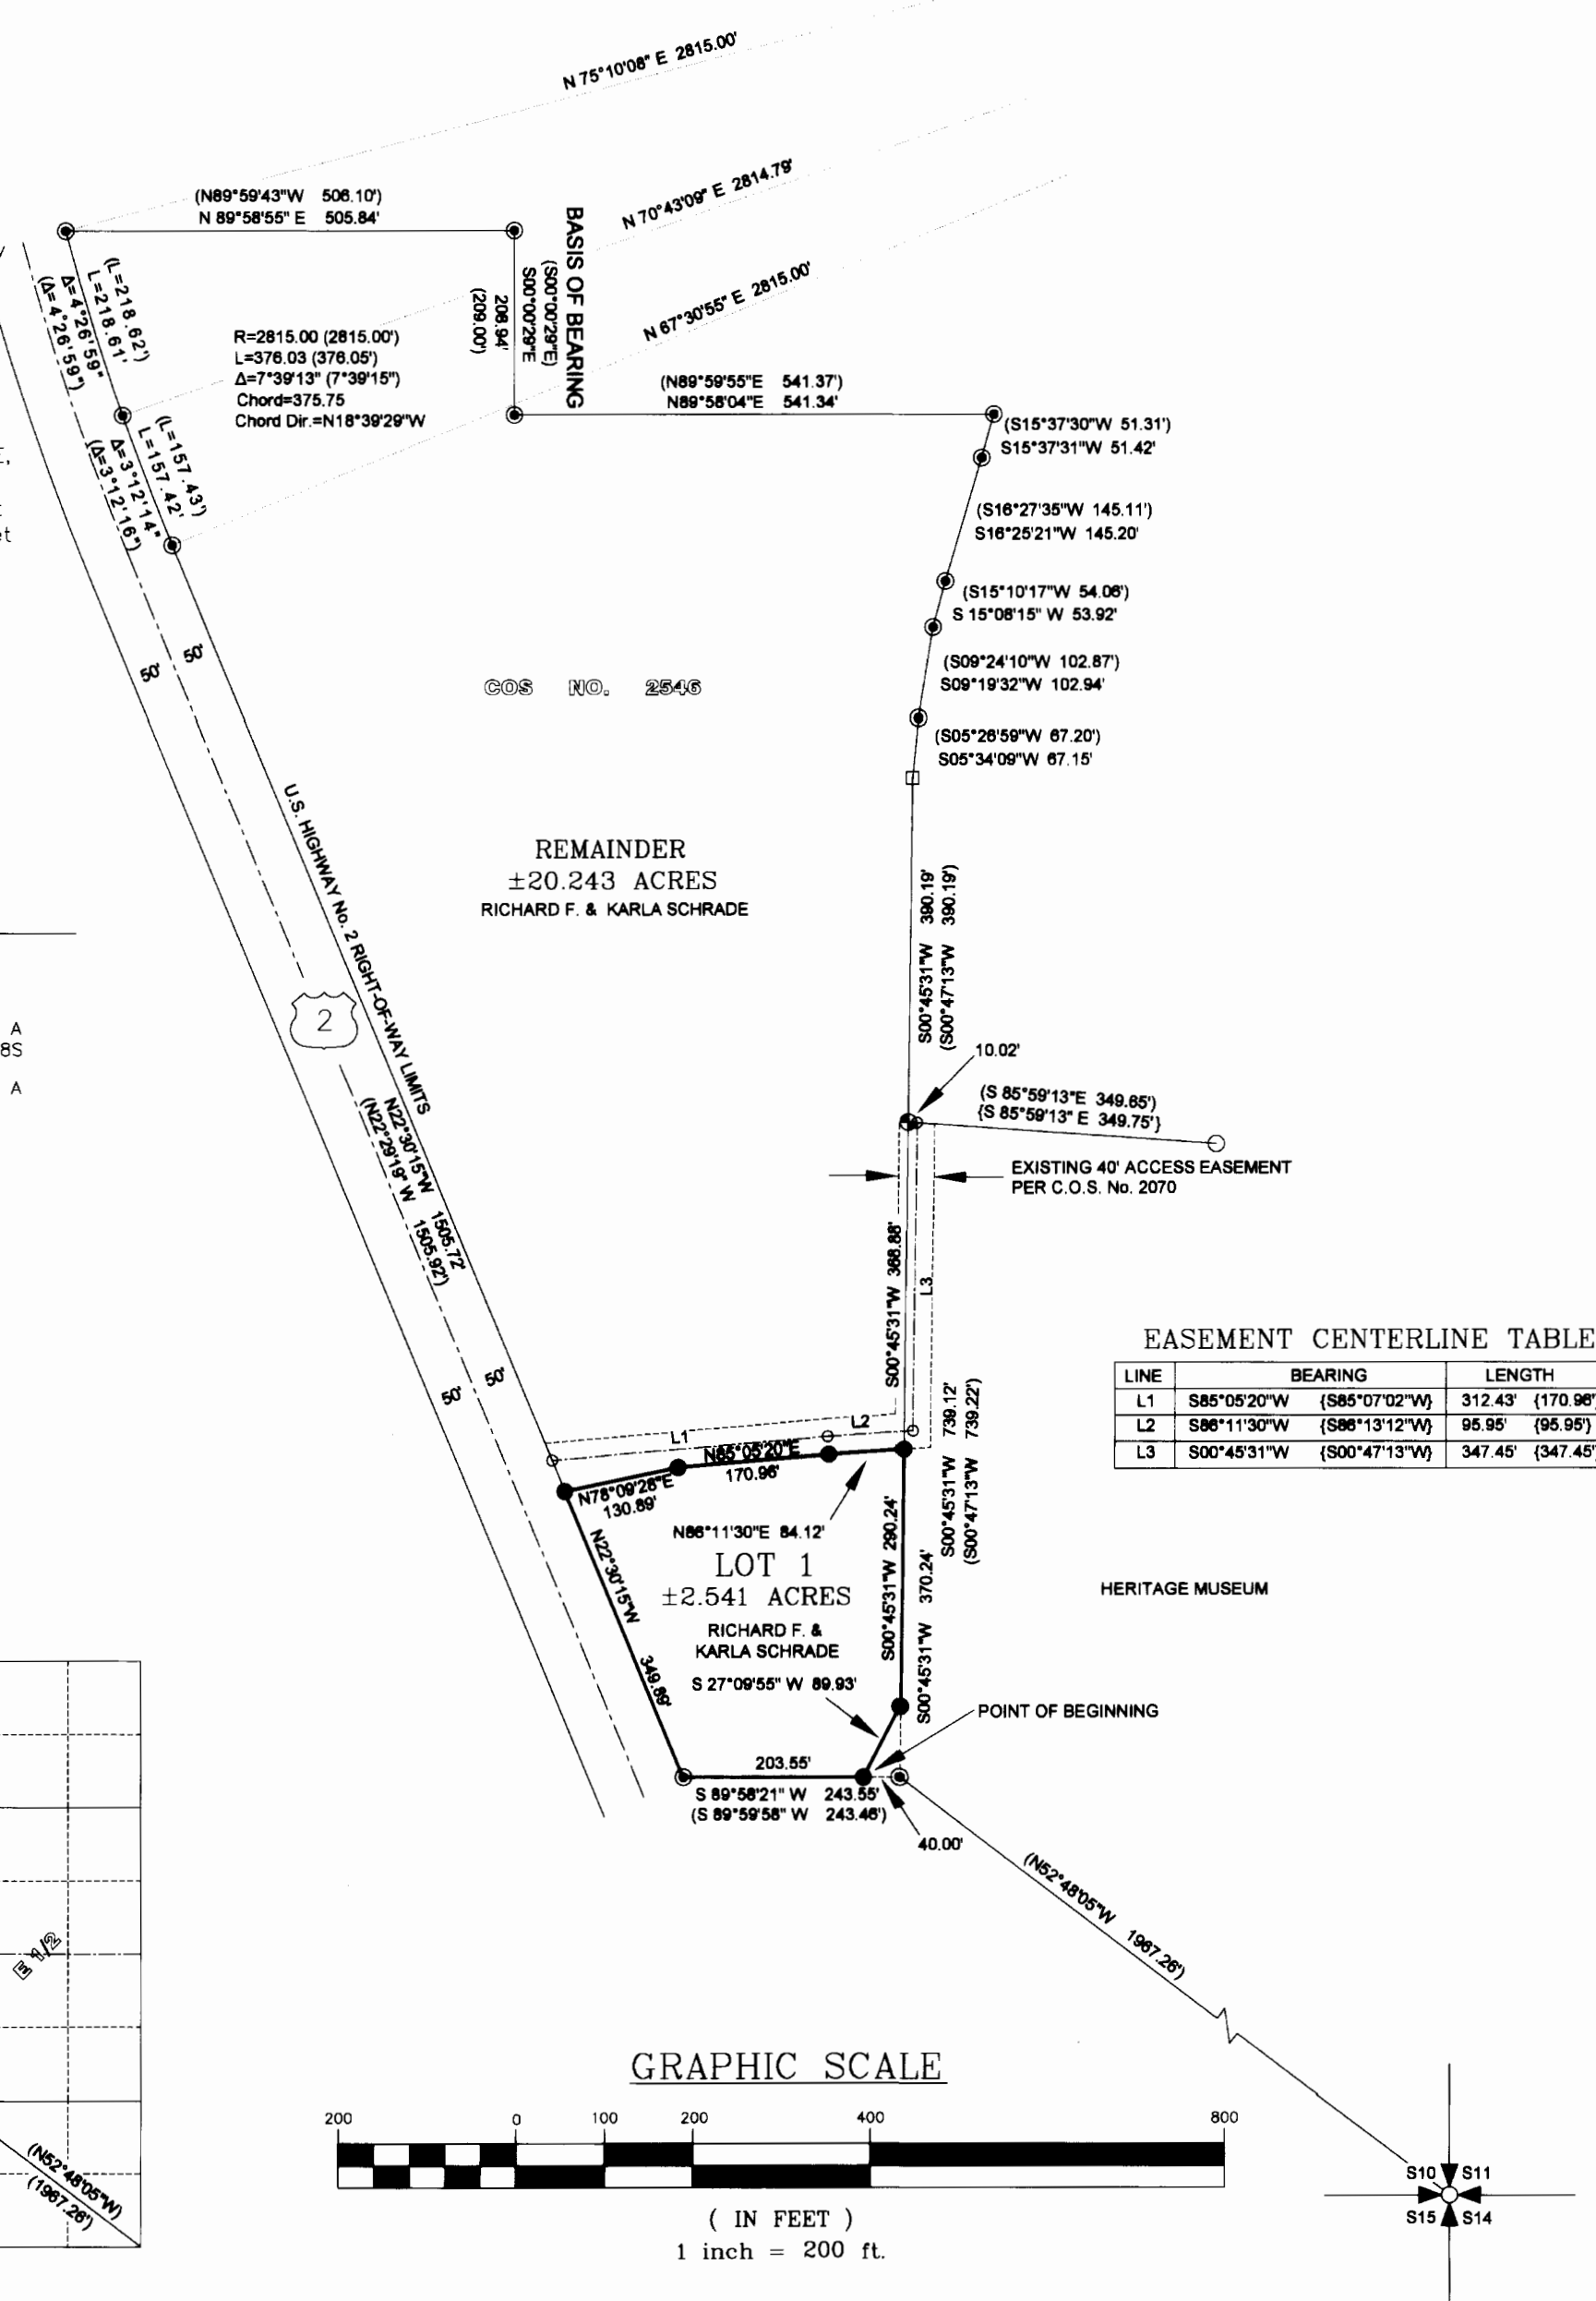 N 75°10'08" E 2815.00'
(N89°59'43"W 506.10')
N 89°58'55" E 505.84'
N 70°43'09" E 2814.79'
BASIS OF BEARING
(S00°00'29"E)
S00°00'29"E
208.94'
(209.00')
N 67°30'55" E 2815.00'
(L=218.62')
L=218.61'
Δ=4°26'59"
(Δ=4°26'59")
R=2815.00 (2815.00')
L=376.03 (376.05')
Δ=7°39'13" (7°39'15")
Chord=375.75
Chord Dir.=N18°39'29"W
(N89°59'55"E 541.37')
N89°58'04"E 541.34'
(L=157.43')
L=157.42'
Δ=3°12'14"
(Δ=3°12'16")
E,
et
(S15°37'30"W 51.31')
S15°37'31"W 51.42'
(S16°27'35"W 145.11')
S16°25'21"W 145.20'
(S15°10'17"W 54.06')
S 15°08'15" W 53.92'
(S09°24'10"W 102.87')
S09°19'32"W 102.94'
(S05°26'59"W 67.20')
S05°34'09"W 67.15'
50'
50'
COS NO. 2546
REMAINDER
±20.243 ACRES
RICHARD F. & KARLA SCHRADE
U.S. HIGHWAY No. 2 RIGHT-OF-WAY LIMITS
2
A
8S
A
S00°45'31"W 390.19'
(S00°47'13"W 390.19')
10.02'
(S 85°59'13"E 349.65')
{S 85°59'13" E 349.75'}
EXISTING 40' ACCESS EASEMENT
PER C.O.S. No. 2070
N22°30'15"W 1505.72'
(N22°29'19" W 1505.92')
S00°45'31"W 368.88'
L3
50'
50'
EASEMENT CENTERLINE TABLE
LINE BEARING LENGTH
L1 S85°05'20"W {S85°07'02"W} 312.43' {170.96'
L2 S86°11'30"W {S86°13'12"W} 95.95' {95.95'}
L3 S00°45'31"W {S00°47'13"W} 347.45' {347.45'
L1
L2
S00°45'31"W 739.12'
(S00°47'13"W 739.22')
N85°05'20"E
170.96'
N78°09'28"E
130.89'
N86°11'30"E 84.12'
LOT 1
±2.541 ACRES
RICHARD F. &
KARLA SCHRADE
N22°30'15"W 349.89'
S00°45'31"W 290.24'
S00°45'31"W 370.24'
HERITAGE MUSEUM
S 27°09'55" W 89.93'
POINT OF BEGINNING
203.55'
S 89°58'21" W 243.55'
(S 89°59'58" W 243.46')
40.00'
(N52°48'05"W 1967.26')
E 1/2
(N52°48'05"W)
(1967.26')
GRAPHIC SCALE
200 0 100 200 400 800
( IN FEET )
1 inch = 200 ft.
S10 S11
S15 S14